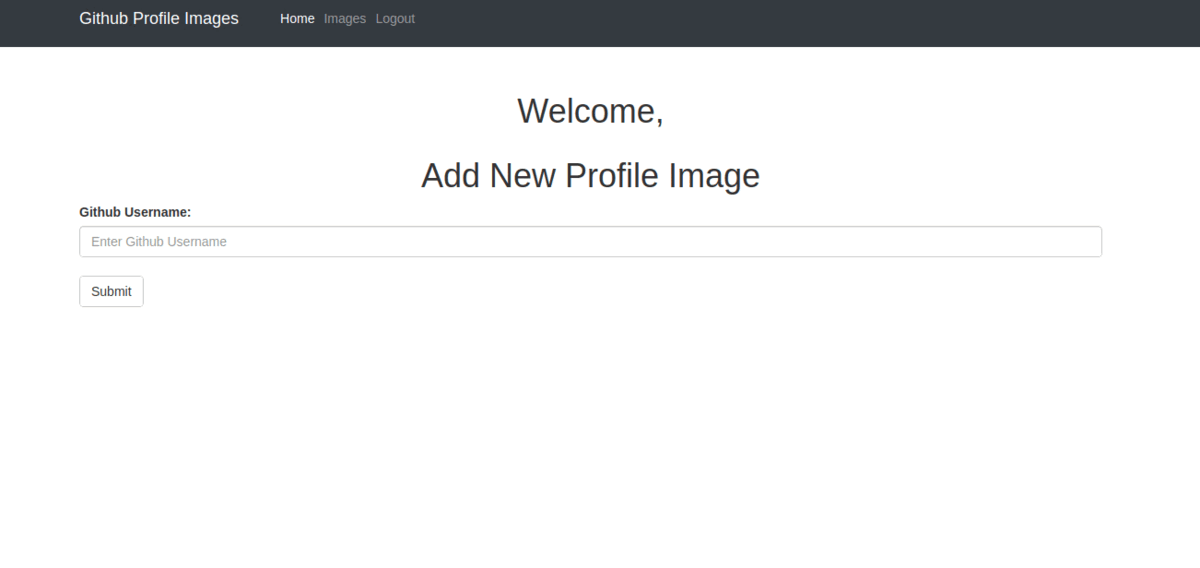 Github Profile Images Home Images Logout
Welcome,
Add New Profile Image
Github Username:
Enter Github Username
Submit